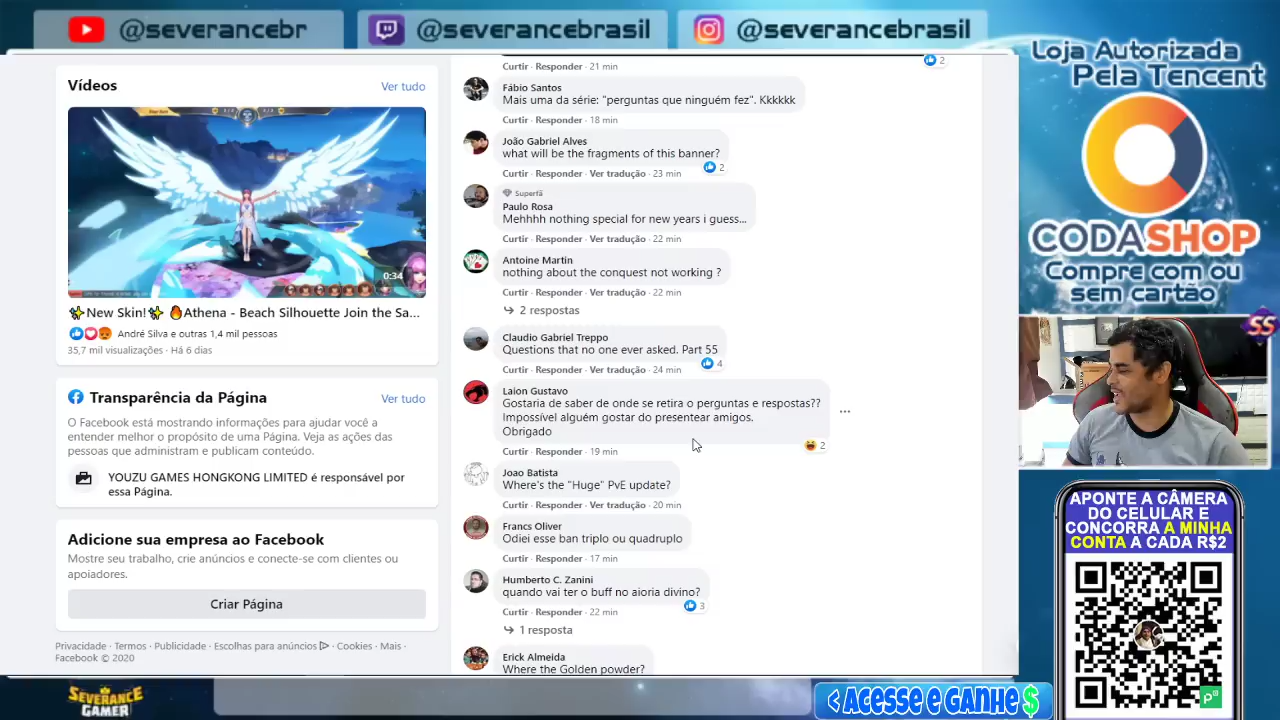 @severancebr
@severancebrasil
@severancebrasil
Vídeos
Ver tudo
0:34
✨New Skin!✨ 🔥Athena - Beach Silhouette Join the Sa...
André Silva e outras 1,4 mil pessoas
35,7 mil visualizações · Há 6 dias
Transparência da Página
Ver tudo
O Facebook está mostrando informações para ajudar você a
entender melhor o propósito de uma Página. Veja as ações das
pessoas que administram e publicam conteúdo.
YOUZU GAMES HONGKONG LIMITED é responsável por
essa Página.
Adicione sua empresa ao Facebook
Mostre seu trabalho, crie anúncios e conecte-se com clientes ou
apoiadores.
Criar Página
Privacidade · Termos · Publicidade · Escolhas para anúncios · Cookies · Mais ·
Facebook © 2020
Curtir · Responder · 21 min
2
Fábio Santos
Mais uma da série: "perguntas que ninguém fez". Kkkkkk
Curtir · Responder · 18 min
João Gabriel Alves
what will be the fragments of this banner?
2
Curtir · Responder · Ver tradução · 23 min
Superfã
Paulo Rosa
Mehhhh nothing special for new years i guess...
Curtir · Responder · Ver tradução · 22 min
Antoine Martin
nothing about the conquest not working ?
Curtir · Responder · Ver tradução · 22 min
2 respostas
Claudio Gabriel Treppo
Questions that no one ever asked. Part 55
4
Curtir · Responder · Ver tradução · 24 min
Laion Gustavo
Gostaria de saber de onde se retira o perguntas e respostas??
Impossível alguém gostar do presentear amigos.
Obrigado
2
Curtir · Responder · 19 min
Joao Batista
Where's the "Huge" PvE update?
Curtir · Responder · Ver tradução · 20 min
Francs Oliver
Odiei esse ban triplo ou quadruplo
Curtir · Responder · 17 min
Humberto C. Zanini
quando vai ter o buff no aioria divino?
3
Curtir · Responder · 22 min
1 resposta
Erick Almeida
Where the Golden powder?
Loja Autorizada
Pela Tencent
CODASHOP
Compre com ou
sem cartão
SS
APONTE A CÂMERA
DO CELULAR E
CONCORRA A MINHA
CONTA A CADA R$2
SEVERANCE
GAMER
< ACESSE E GANHE $